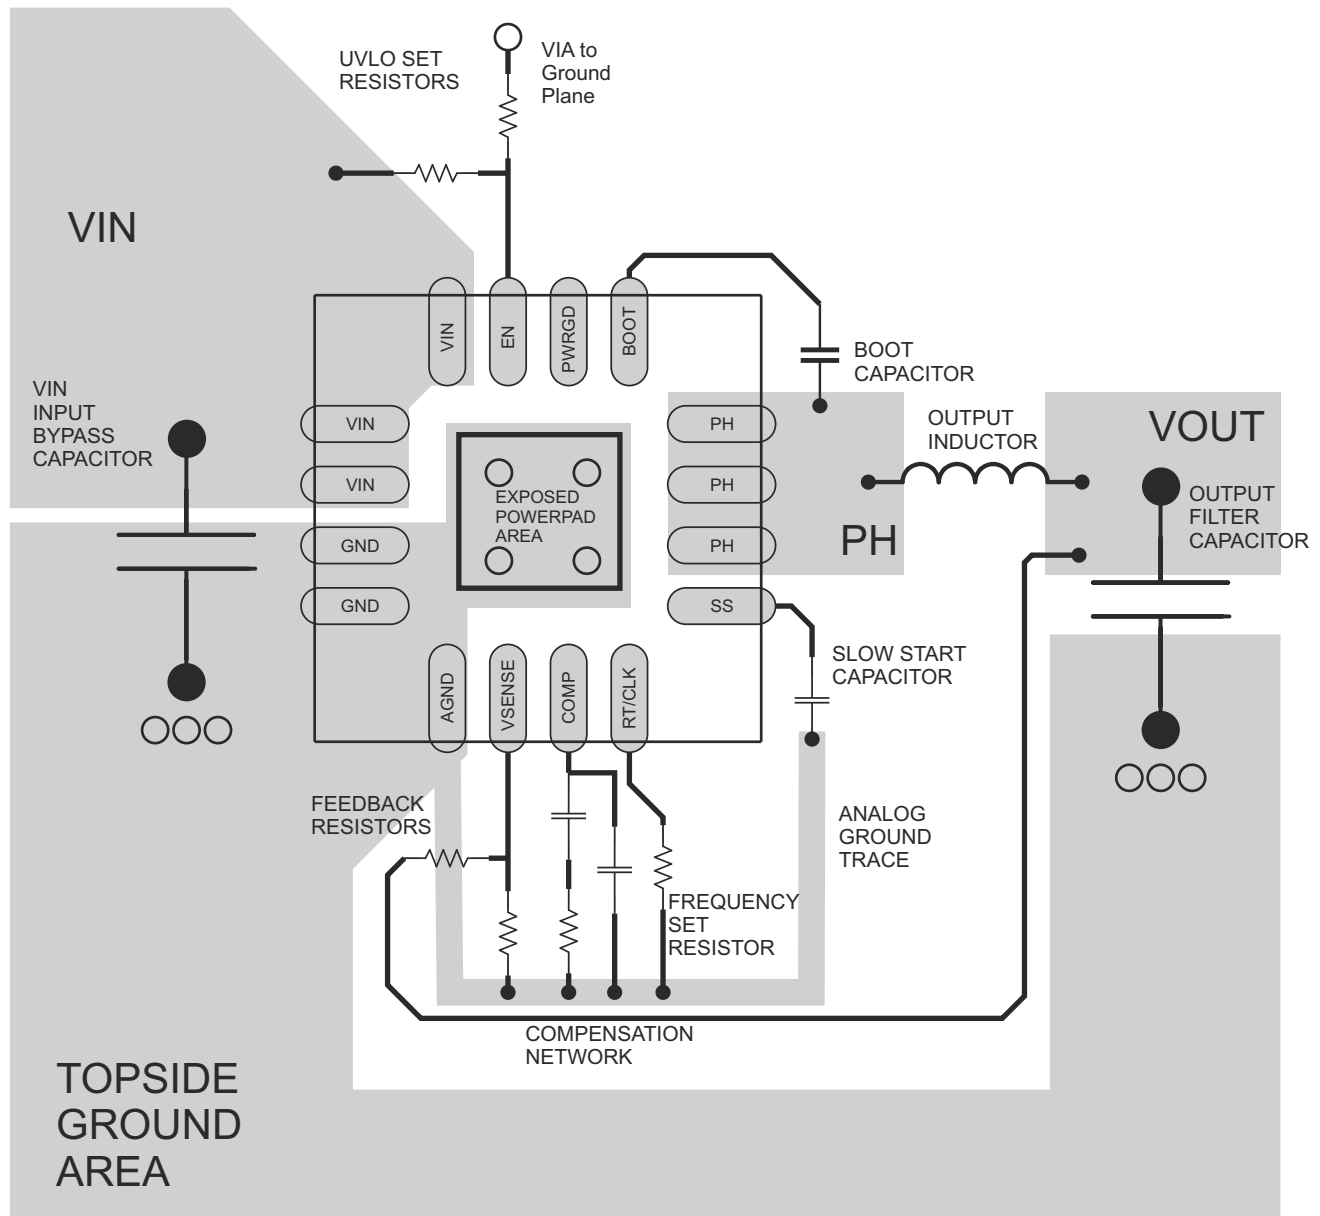 UVLO SET
RESISTORS
VIA to
Ground
Plane
VIN
VIN
EN
PWRGD
BOOT
BOOT
CAPACITOR
VIN
INPUT
BYPASS
CAPACITOR
VIN
VIN
GND
GND
EXPOSED
POWERPAD
AREA
PH
PH
PH
SS
PH
OUTPUT
INDUCTOR
VOUT
OUTPUT
FILTER
CAPACITOR
AGND
VSENSE
COMP
RT/CLK
SLOW START
CAPACITOR
FEEDBACK
RESISTORS
ANALOG
GROUND
TRACE
FREQUENCY
SET
RESISTOR
COMPENSATION
NETWORK
TOPSIDE
GROUND
AREA